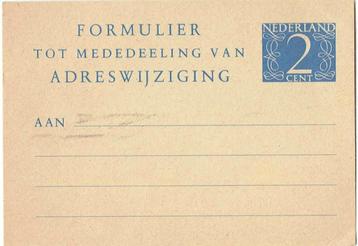 FORMULIER
TOT MEDEDEELING VAN
ADRESWIJZIGING
NEDERLAND
2
CENT
AAN